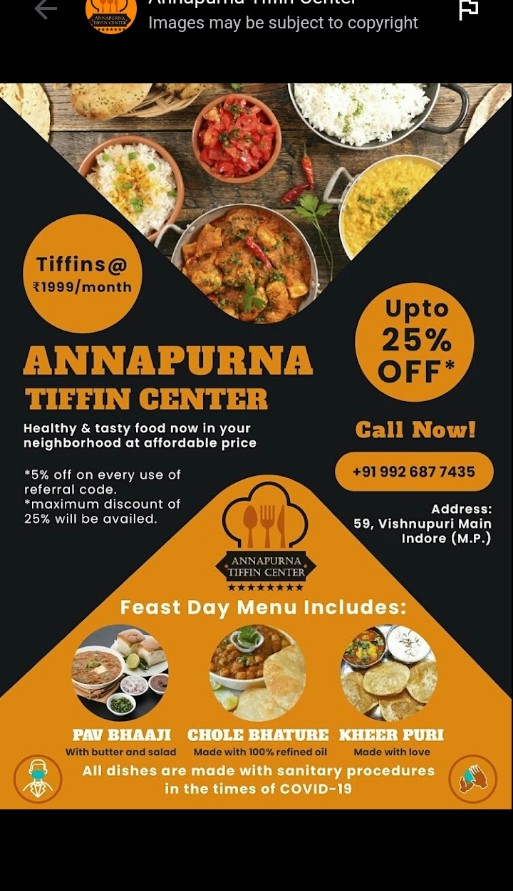 Annapurna Tiffin Center
Images may be subject to copyright
ANNAPURNA
TIFFIN CENTER
Tiffins@
₹1999/month
Upto
25%
OFF*
ANNAPURNA
TIFFIN CENTER
Healthy & tasty food now in your
neighborhood at affordable price
*5% off on every use of
referral code.
*maximum discount of
25% will be availed.
Call Now!
+91 992 687 7435
Address:
59, Vishnupuri Main
Indore (M.P.)
ANNAPURNA
TIFFIN CENTER
Feast Day Menu Includes:
PAV BHAAJI
With butter and salad
CHOLE BHATURE
Made with 100% refined oil
KHEER PURI
Made with love
All dishes are made with sanitary procedures
in the times of COVID-19